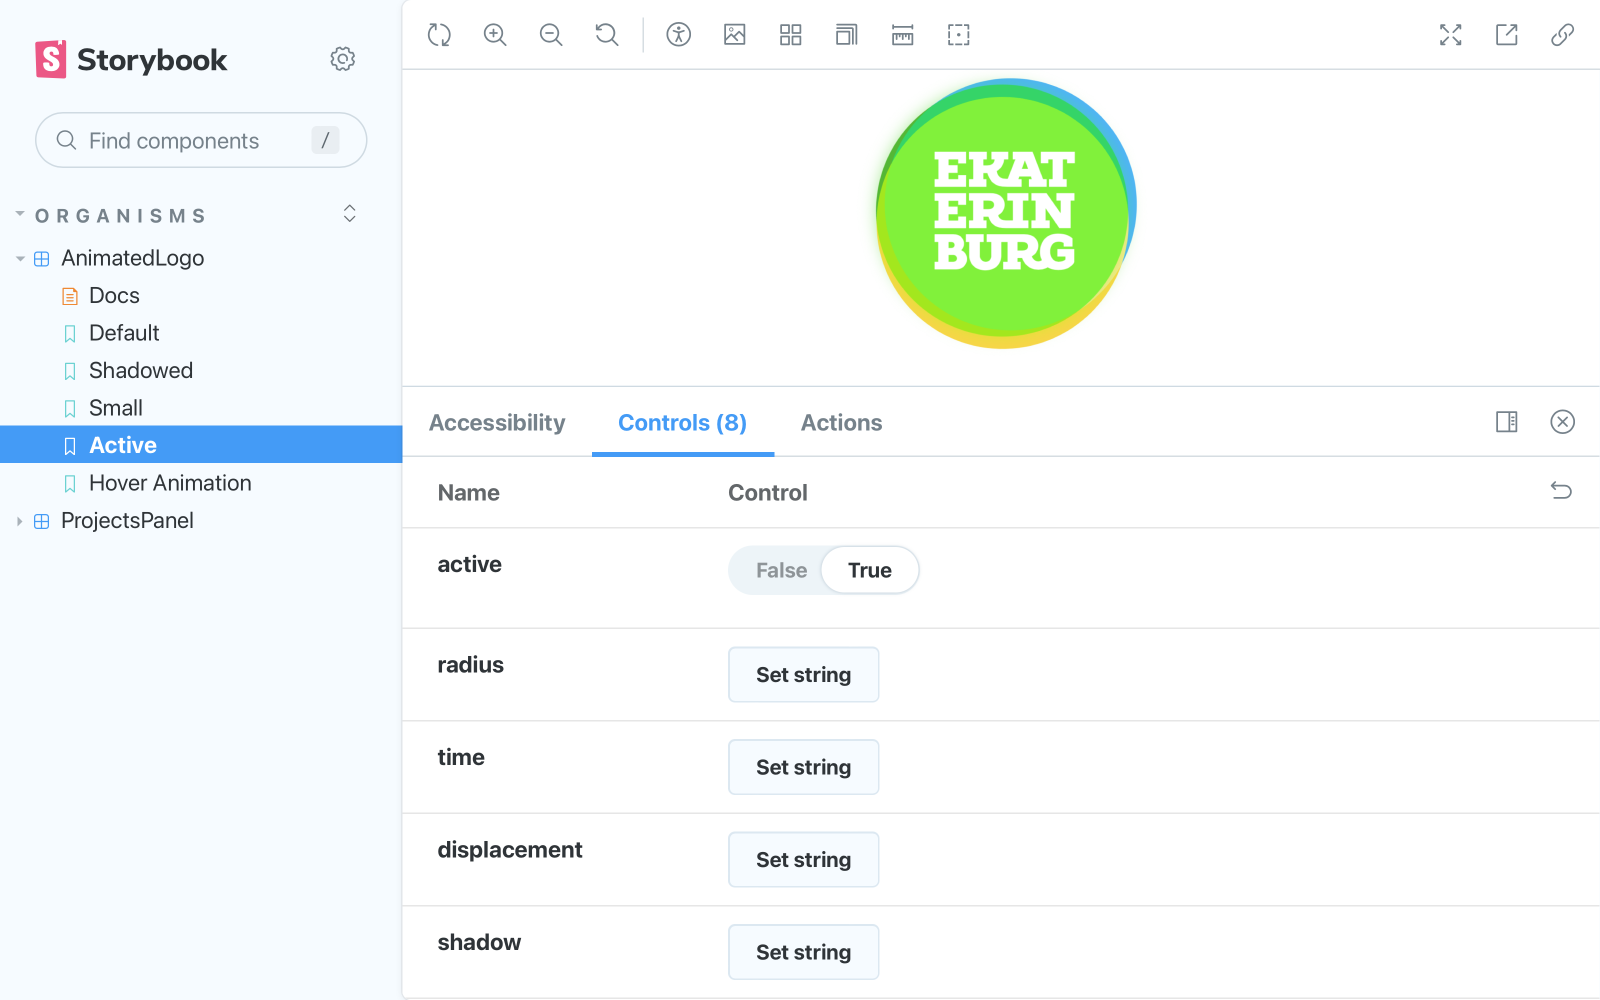 Storybook
Find components
/
ORGANISMS
AnimatedLogo
Docs
Default
Shadowed
Small
Active
Hover Animation
ProjectsPanel
EKAT
ERIN
BURG
Accessibility
Controls (8)
Actions
Name
Control
active
False
True
radius
Set string
time
Set string
displacement
Set string
shadow
Set string